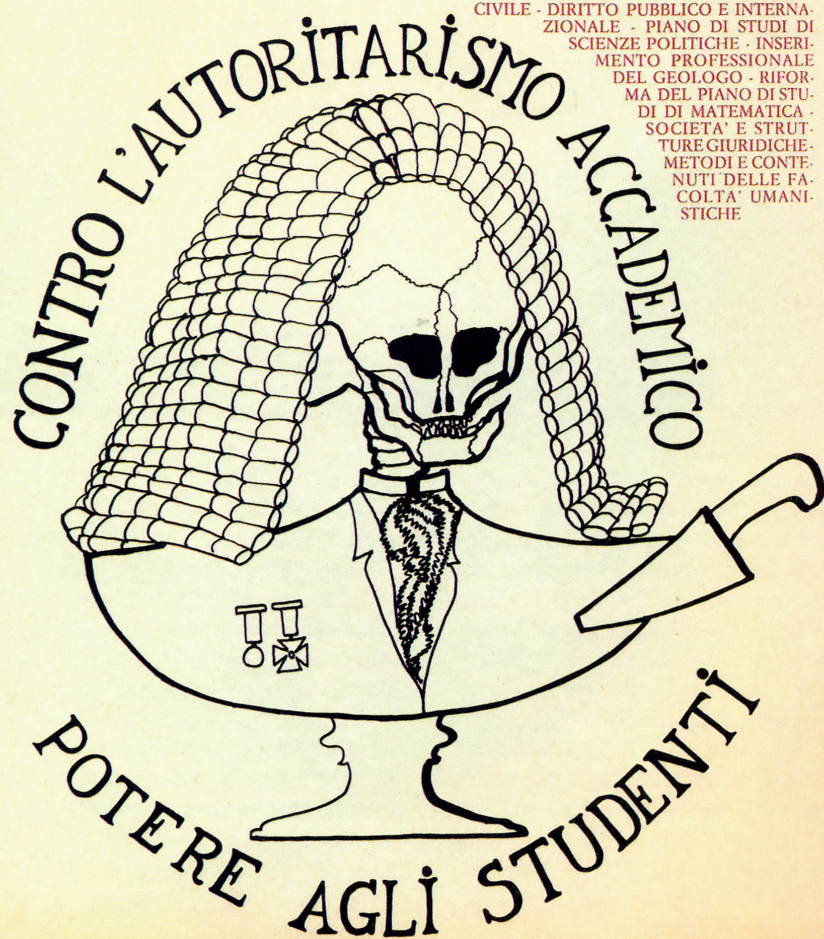 CIVILE - DIRITTO PUBBLICO E INTERNA-
ZIONALE - PIANO DI STUDI DI
SCIENZE POLITICHE - INSERI-
MENTO PROFESSIONALE
DEL GEOLOGO - RIFOR-
MA DEL PIANO DI STU-
DI DI MATEMATICA -
SOCIETA' E STRUT-
TURE GIURIDICHE-
METODI E CONTE-
NUTI DELLE FA-
COLTA' UMANI-
STICHE
CONTRO L'AUTORITARISMO ACCADEMICO
POTERE AGLI STUDENTI